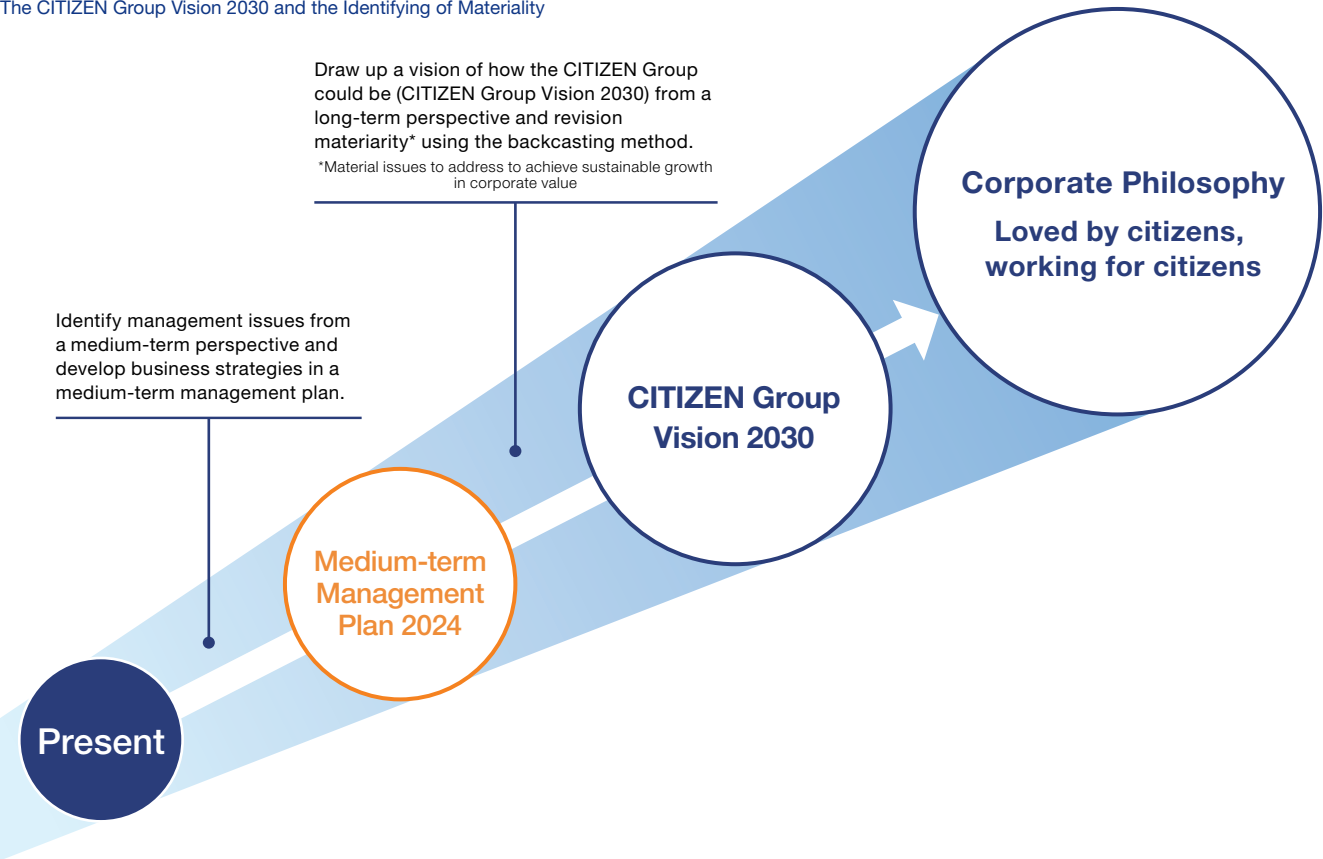 The CITIZEN Group Vision 2030 and the Identifying of Materiality
Draw up a vision of how the CITIZEN Group
could be (CITIZEN Group Vision 2030) from a
long-term perspective and revision
materiarity* using the backcasting method.
*Material issues to address to achieve sustainable growth
in corporate value
Corporate Philosophy
Loved by citizens,
working for citizens
Identify management issues from
a medium-term perspective and
develop business strategies in a
medium-term management plan.
CITIZEN Group
Vision 2030
Medium-term
Management
Plan 2024
Present